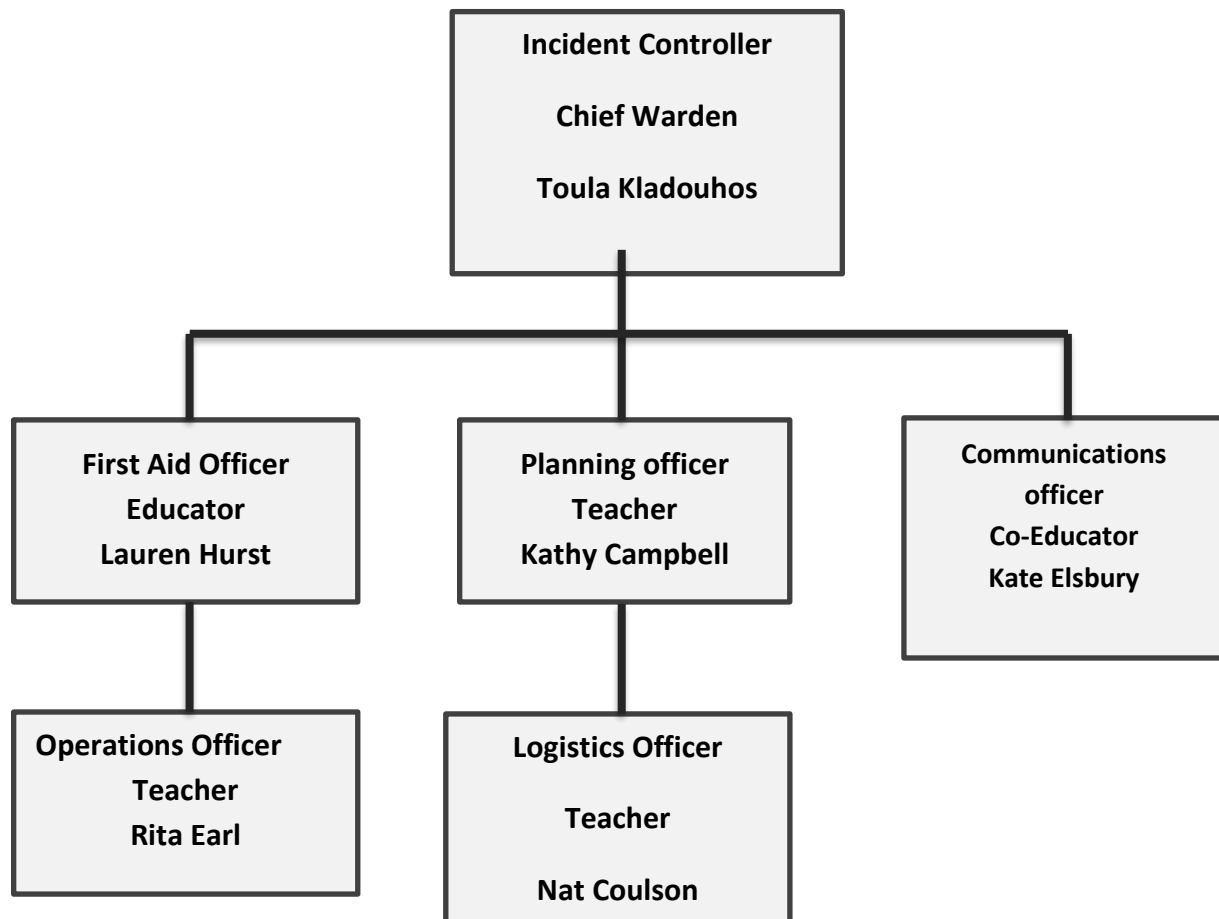 Incident Controller
Chief Warden
Toula Kladouhos
First Aid Officer
Educator
Lauren Hurst
Planning officer
Teacher
Kathy Campbell
Communications
officer
Co-Educator
Kate Elsbury
Operations Officer
Teacher
Rita Earl
Logistics Officer
Teacher
Nat Coulson